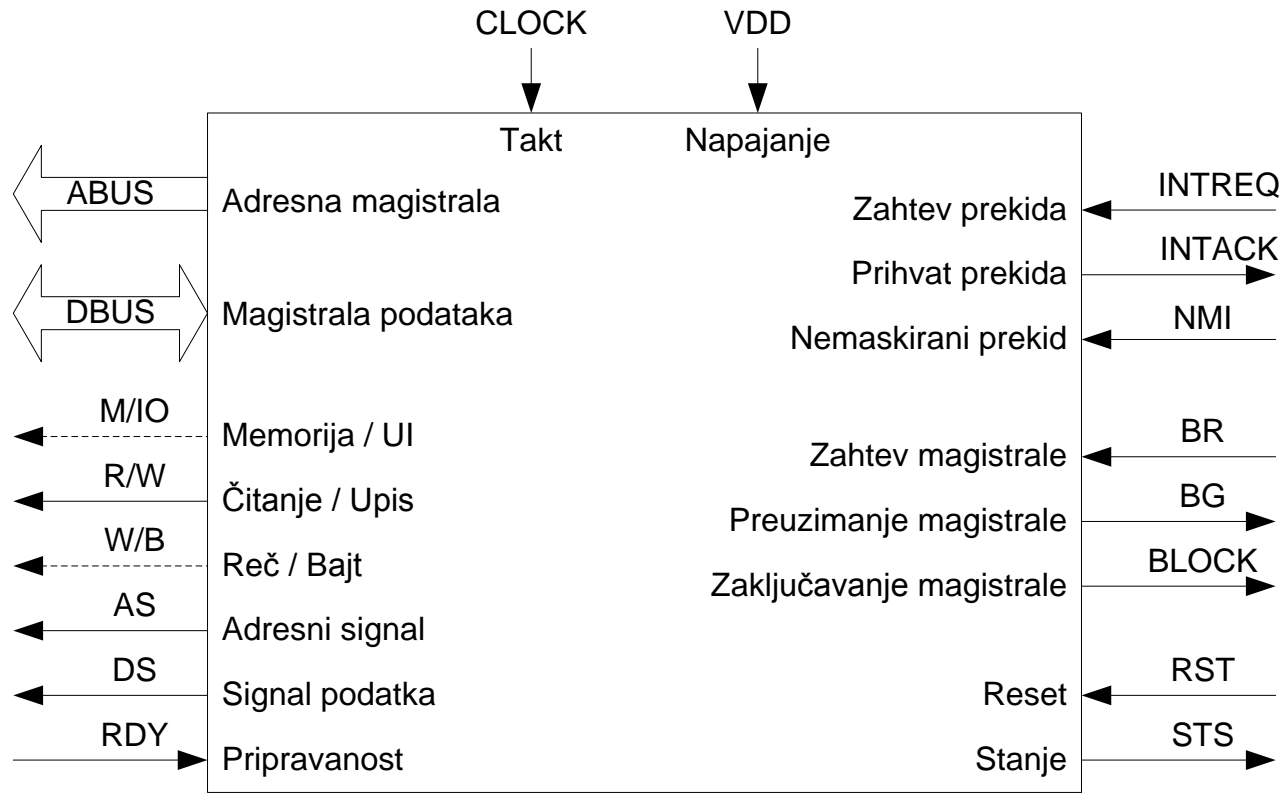 CLOCK
VDD
Takt
Napajanje
ABUS
Adresna magistrala
DBUS
Magistrala podataka
M/IO
Memorija / UI
R/W
Čitanje / Upis
W/B
Reč / Bajt
AS
Adresni signal
DS
Signal podatka
RDY
Pripravanost
INTREQ
Zahtev prekida
INTACK
Prihvat prekida
NMI
Nemaskirani prekid
BR
Zahtev magistrale
BG
Preuzimanje magistrale
BLOCK
Zaključavanje magistrale
RST
Reset
STS
Stanje